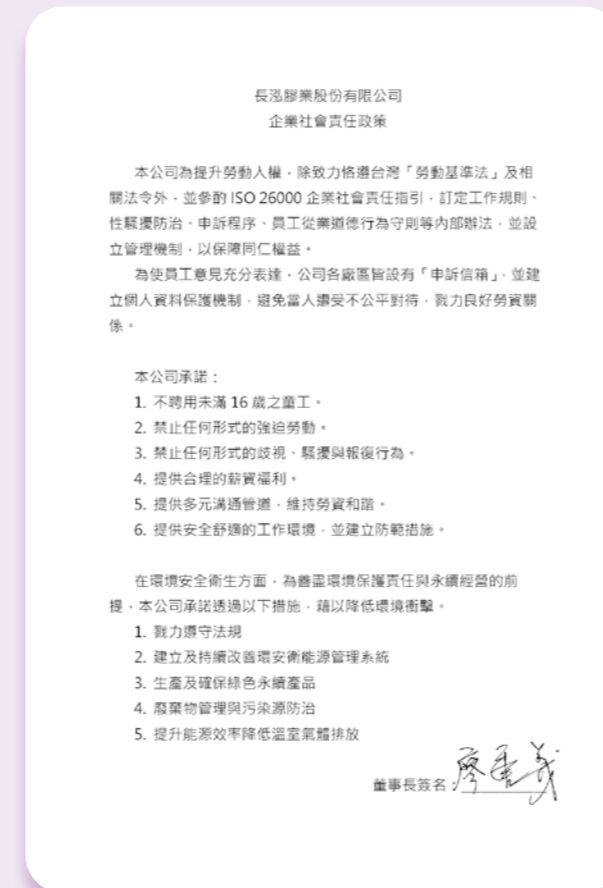 長泓膠業股份有限公司
企業社會責任政策
本公司為提升勞動人權，除致力恪遵台灣「勞動基準法」及相
關法令外，並參酌 ISO 26000 企業社會責任指引，訂定工作規則、
性騷擾防治、申訴程序、員工從業道德行為守則等內部辦法，並設
立管理機制，以保障同仁權益。
為使員工意見充分表達，公司各廠區皆設有「申訴信箱」，並建
立個人資料保護機制，避免當人遭受不公平對待，戮力良好勞資關
係。
本公司承諾：
1. 不聘用未滿 16 歲之童工。
2. 禁止任何形式的強迫勞動。
3. 禁止任何形式的歧視、騷擾與報復行為。
4. 提供合理的薪資福利。
5. 提供多元溝通管道，維持勞資和諧。
6. 提供安全舒適的工作環境，並建立防範措施。
在環境安全衛生方面，為善盡環境保護責任與永續經營的前
提，本公司承諾透過以下措施，藉以降低環境衝擊。
1. 戮力遵守法規
2. 建立及持續改善環安衛能源管理系統
3. 生產及確保綠色永續產品
4. 廢棄物管理與污染源防治
5. 提升能源效率降低溫室氣體排放
董事長簽名：廖重義